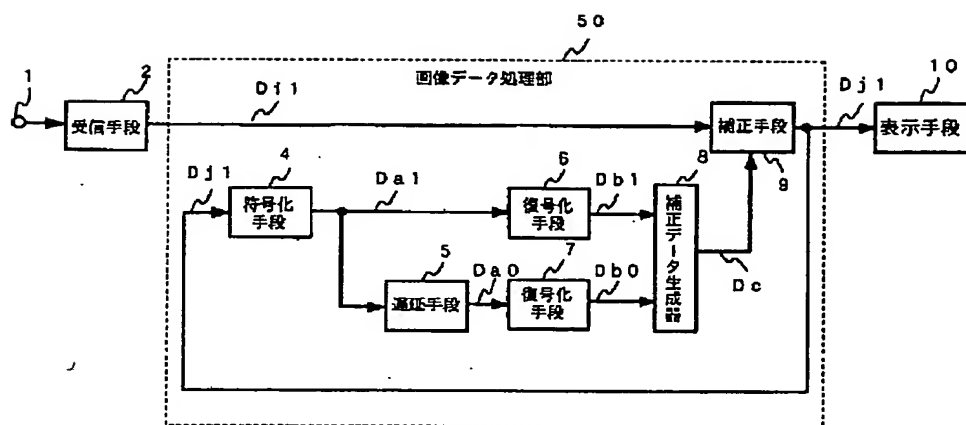 50
画像データ処理部
1
2
受信手段
Di1
補正手段
9
Dj1
10
表示手段
Dj1
4
符号化
手段
Da1
6
復号化
手段
Db1
8
補正データ生成器
Dc
5
遅延手段
Da0
7
復号化
手段
Db0